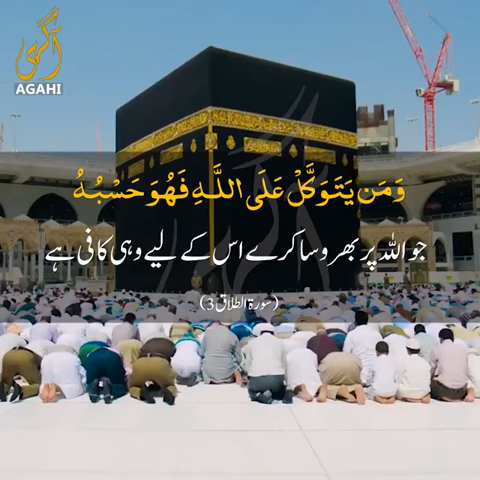 آگہی
AGAHI
وَمَن يَتَوَكَّلْ عَلَى اللَّهِ فَهُوَ حَسْبُهُ
جو اللہ پر بھروسا کرے اس کے لیے وہی کافی ہے
(سورۃ الطلاق 3)